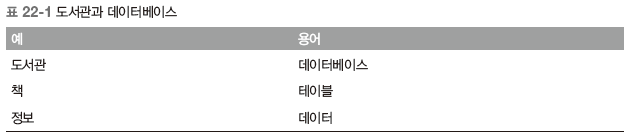 표 22-1 도서관과 데이터베이스
예 용어
도서관 데이터베이스
책 테이블
정보 데이터